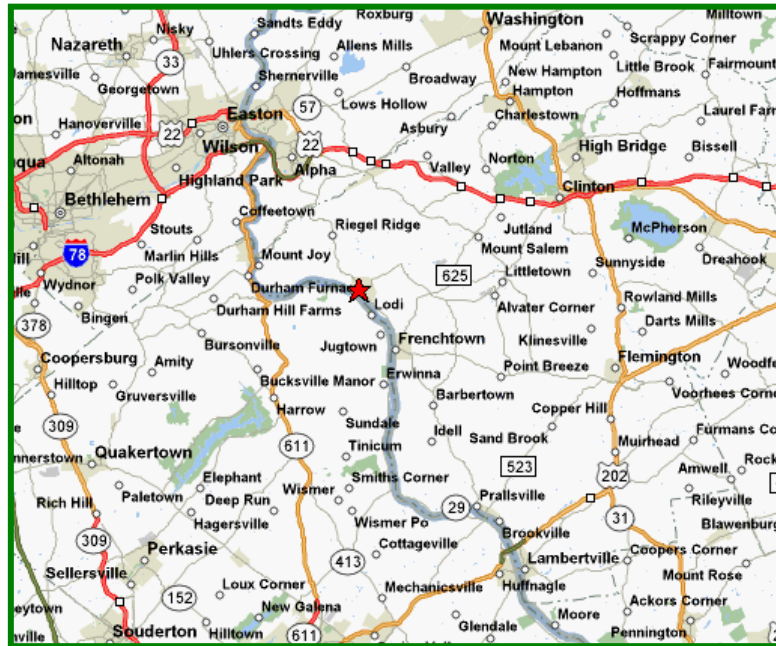 Sandts Eddy
Roxburg
Washington
Milltown
Nisky
Scrappy Corner
Nazareth
Uhlers Crossing
Allens Mills
Mount Lebanon
33
Broadway
Little Brook
Fairmount
Jamesville
Georgetown
Shernerville
New Hampton
Hampton
Hoffmans
Lows Hollow
57
Easton
Charlestown
Laurel
Hanoverville
22
Asbury
Wilson
22
High Bridge
Altonah
Valley
Norton
Bissell
Highland Park
Alpha
Bethlehem
Clinton
Coffeetown
Stouts
Riegel Ridge
Jutland
McPherson
78
Marlin Hills
Mount Salem
Dreahook
Wydnor
Mount Joy
625
Littletown
Sunnyside
Polk Valley
Durham Furnac
Bingen
Durham Hill Farms
Lodi
Alvater Corner
Rowland Mills
378
Bursonville
Jugtown
Frenchtown
Klinesville
Darts Mills
Coopersburg
Amity
Point Breeze
Flemington
Hilltop
Bucksville Manor
Erwinna
Gruversville
Barbertown
Voorhees Corn
Harrow
Copper Hill
309
Sundale
Idell
Sand Brook
Furmans Co
611
Tinicum
Muirhead
Quakertown
523
Elephant
Smiths Corner
202
Amwell
Paletown
Deep Run
Wismer
Prallsville
Rileyville
Rich Hill
29
Hagersville
Wismer Po
31
Blawenburg
Brookville
309
Perkasie
Cottageville
Coopers Corner
413
Lambertville
Sellersville
Mount Rose
Loux Corner
Mechanicsville
Huffnagle
152
New Galena
Ackors Corner
Moore
Souderton
Hilltown
611
Glendale
Pennington